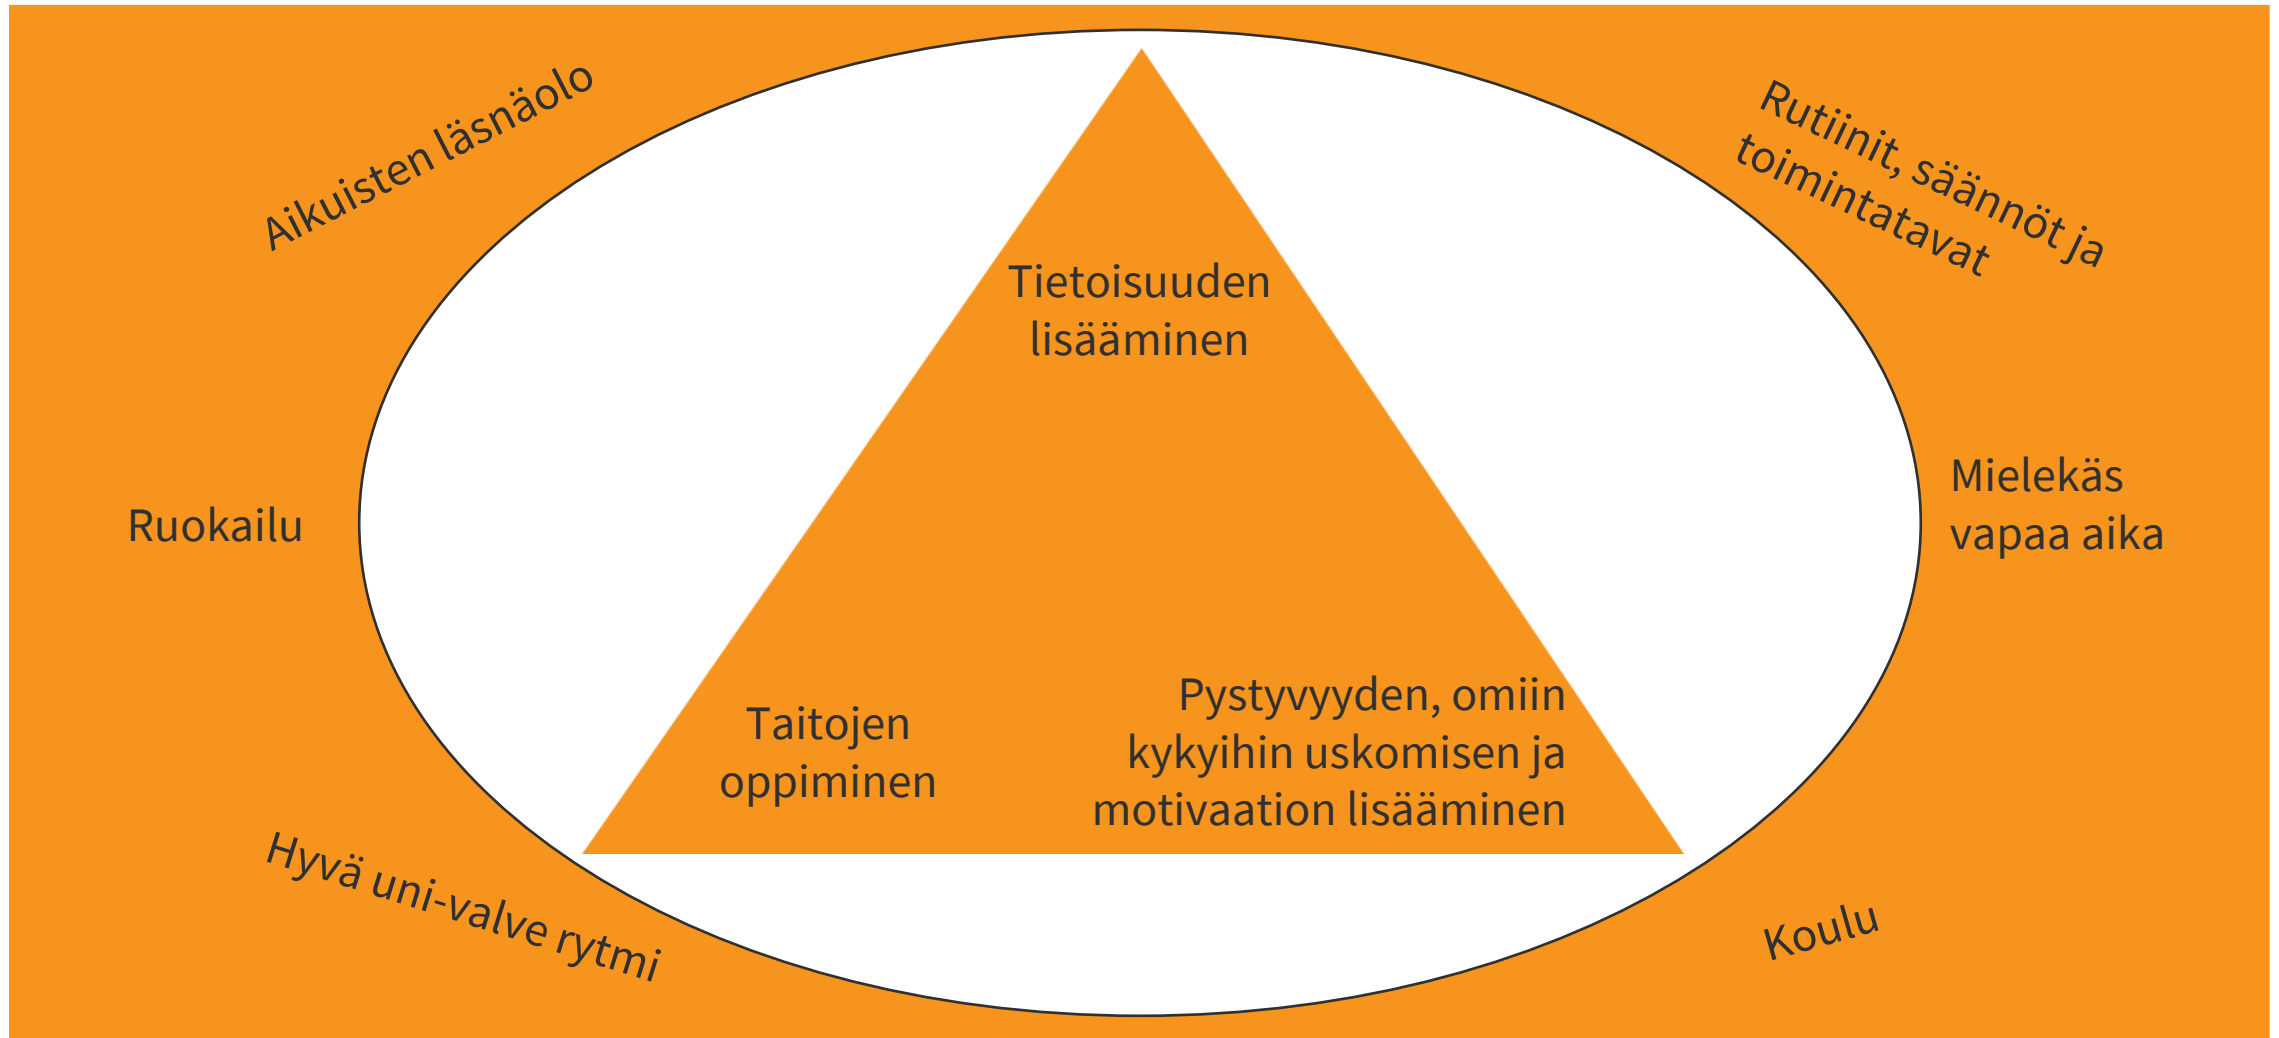 Aikuisten läsnäolo
Rutiinit, säännöt ja
toimintatavat
Tietoisuuden
lisääminen
Ruokailu
Mielekäs
vapaa aika
Taitojen
oppiminen
Pystyvyyden, omiin
kykyihin uskomisen ja
motivaation lisääminen
Hyvä uni-valve rytmi
Koulu